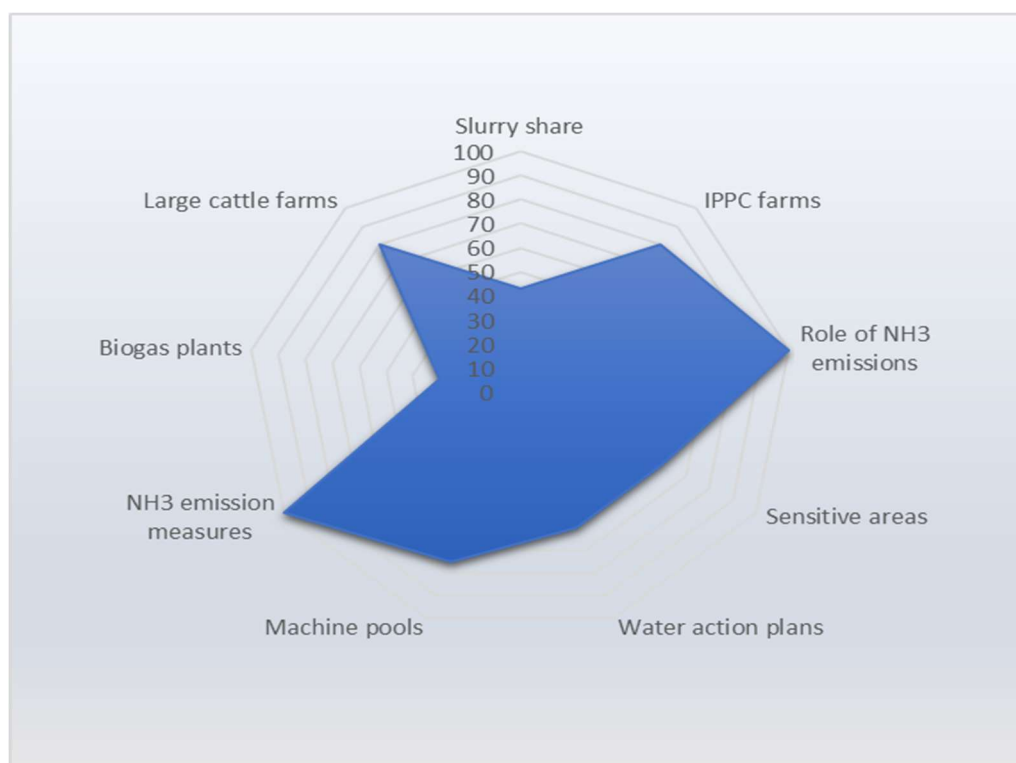 Slurry share
100
90
80
70
60
50
40
30
20
10
0
IPPC farms
Role of NH3
emissions
Sensitive areas
Water action plans
Machine pools
NH3 emission
measures
Biogas plants
Large cattle farms